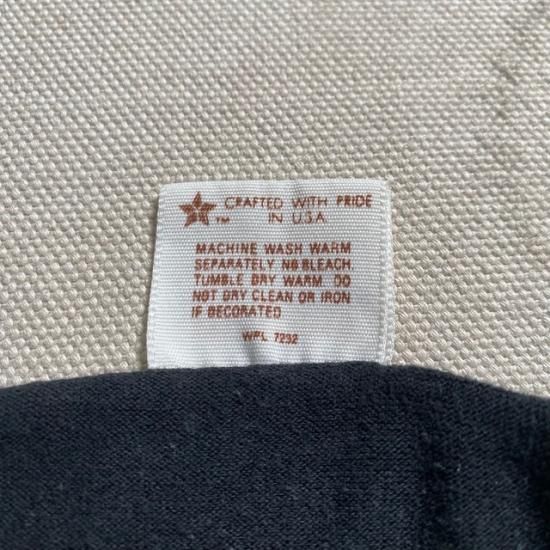 CRAFTED WITH PRIDE
IN U.S.A.
™
MACHINE WASH WARM
SEPARATELY NO BLEACH.
TUMBLE DRY WARM. DO
NOT DRY CLEAN OR IRON
IF DECORATED
WPL 7232